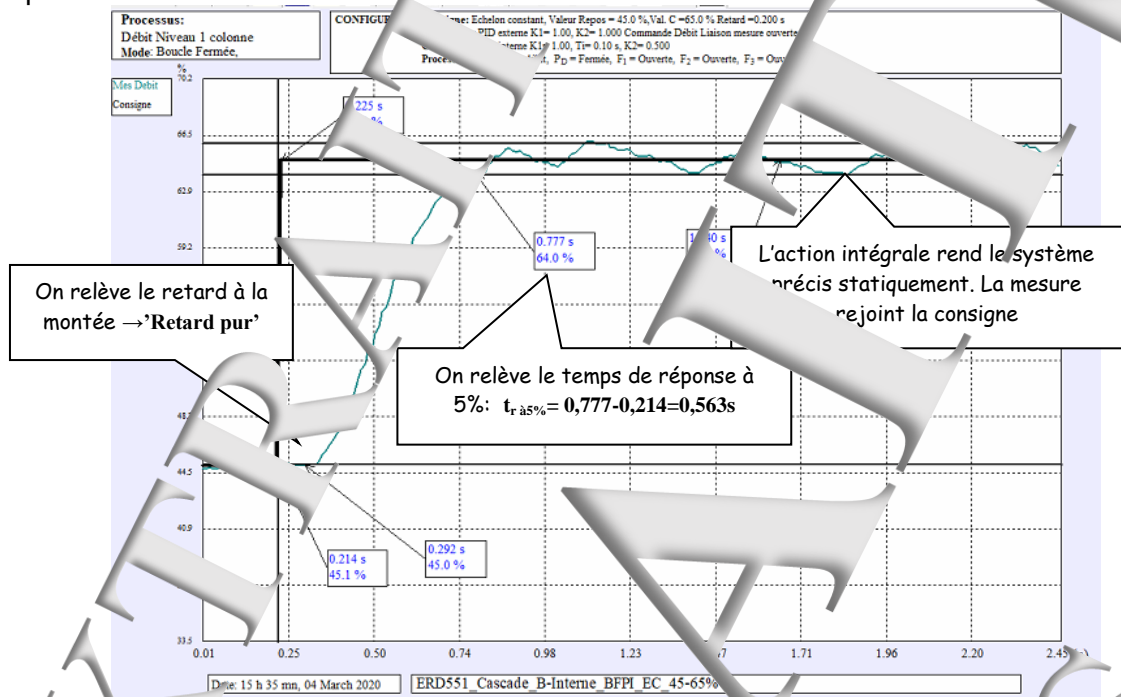 Processus:
Débit Niveau 1 colonne
Mode: Boucle Fermée,
CONFIGUR gne: Echelon constant, Valeur Repos = 45.0 %,Val. C =65.0 % Retard =0.200 s
PID externe K1= 1.00, K2= 1.000 Commande Débit Liaison mesure ouverte
terne K1= 1.00, Ti= 0.10 s, K2= 0.500
Proce P_D = Fermée, F_1 = Ouverte, F_2 = Ouverte, F_3 = Ouv
%
Mes Debit
Consigne
70.2
66.5
62.9
59.2
44.5
40.9
33.5
225 s
0.777 s
64.0 %
40 s
On relève le retard à la
montée →’Retard pur’
L’action intégrale rend le système
précis statiquement. La mesure
rejoint la consigne
On relève le temps de réponse à
5%: t_r à5%= 0,777-0,214=0,563s
0.214 s
45.1 %
0.292 s
45.0 %
0.01 0.25 0.50 0.74 0.98 1.23 1.71 1.96 2.20 2.45
Date: 15 h 35 mn, 04 March 2020
ERD551_Cascade_B-Interne_BFPI_EC_45-65%